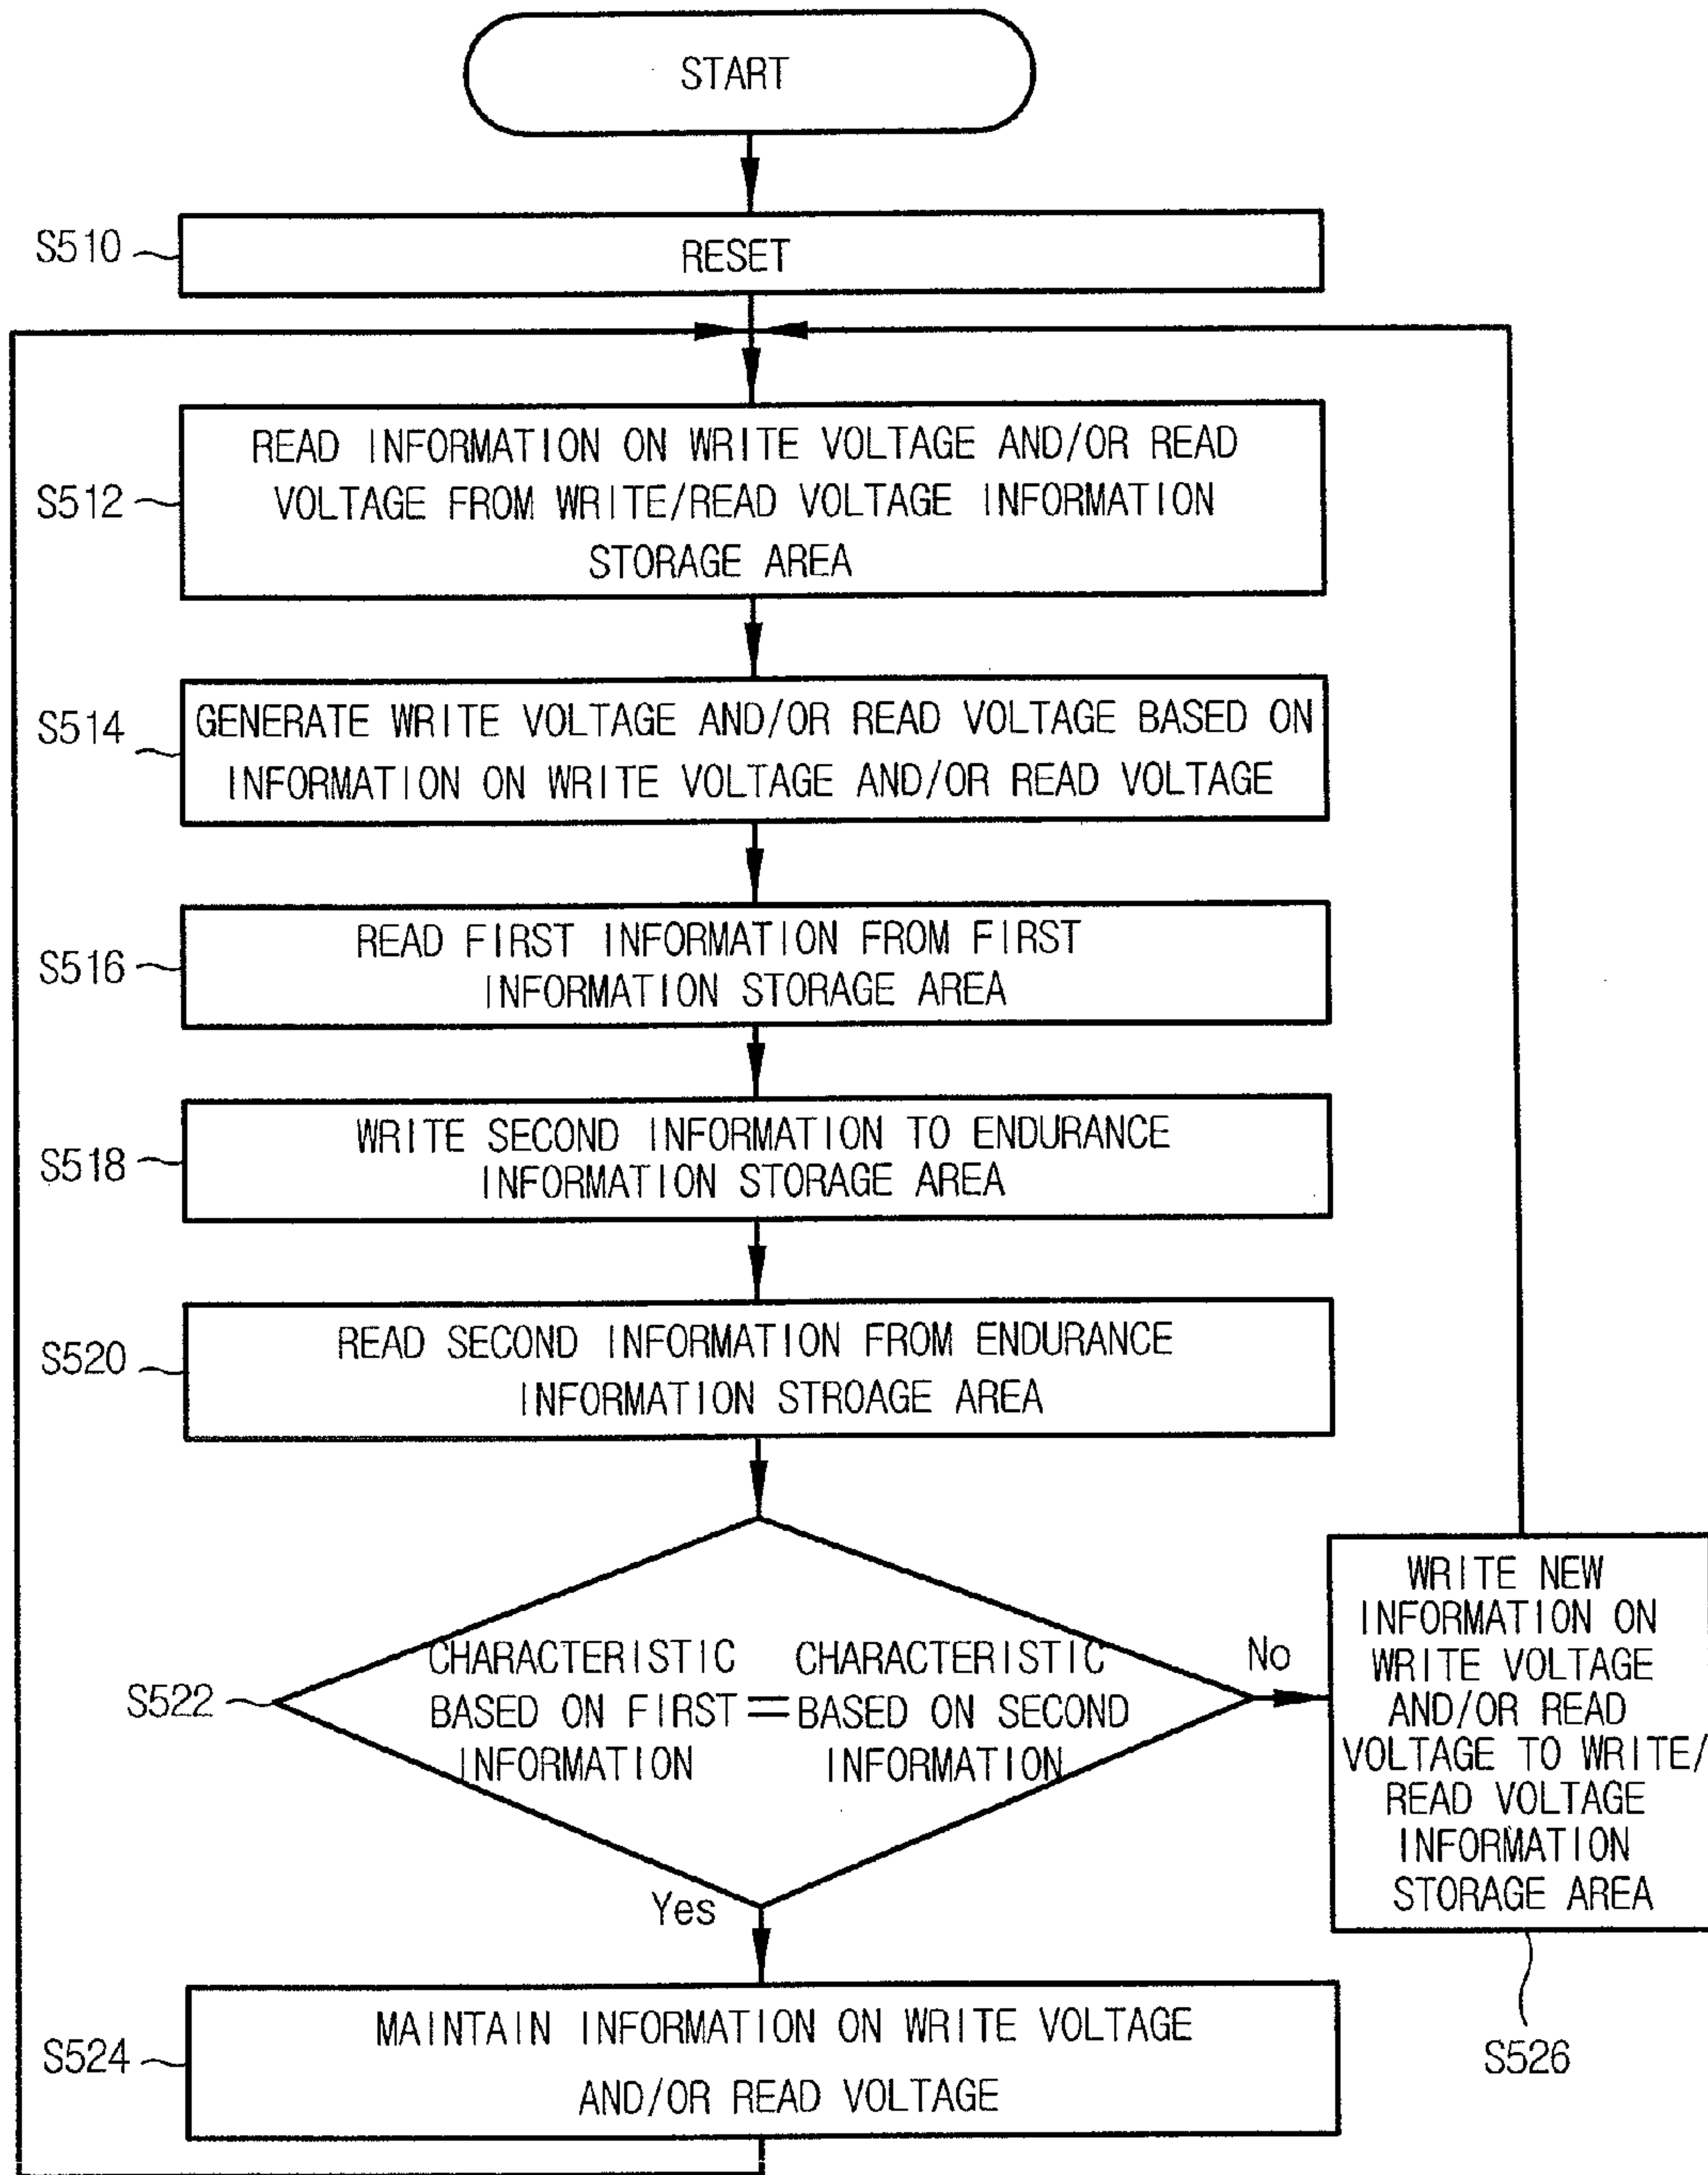 START
S510
RESET
S512
READ INFORMATION ON WRITE VOLTAGE AND/OR READ
VOLTAGE FROM WRITE/READ VOLTAGE INFORMATION
STORAGE AREA
S514
GENERATE WRITE VOLTAGE AND/OR READ VOLTAGE BASED ON
INFORMATION ON WRITE VOLTAGE AND/OR READ VOLTAGE
S516
READ FIRST INFORMATION FROM FIRST
INFORMATION STORAGE AREA
S518
WRITE SECOND INFORMATION TO ENDURANCE
INFORMATION STORAGE AREA
S520
READ SECOND INFORMATION FROM ENDURANCE
INFORMATION STROAGE AREA
S522
CHARACTERISTIC
BASED ON FIRST
INFORMATION
=
CHARACTERISTIC
BASED ON SECOND
INFORMATION
No
WRITE NEW
INFORMATION ON
WRITE VOLTAGE
AND/OR READ
VOLTAGE TO WRITE/
READ VOLTAGE
INFORMATION
STORAGE AREA
S526
Yes
S524
MAINTAIN INFORMATION ON WRITE VOLTAGE
AND/OR READ VOLTAGE